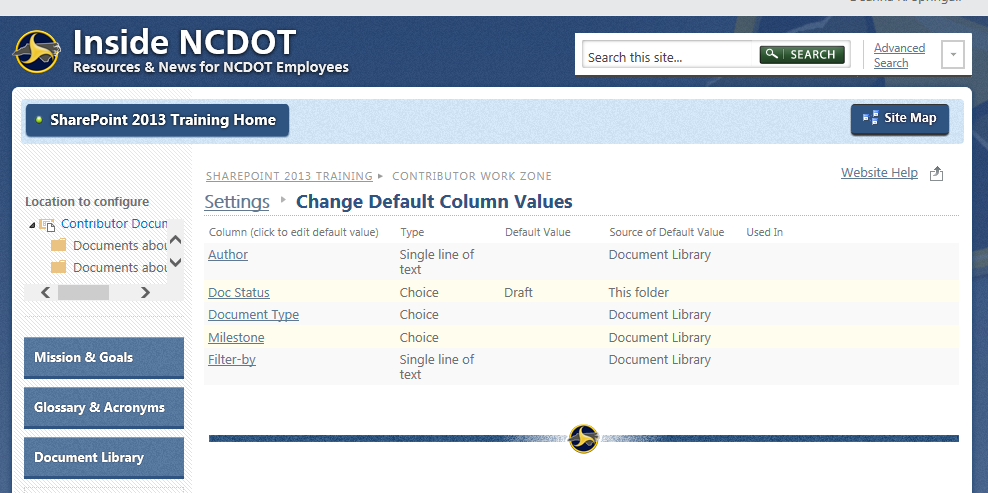 Inside NCDOT
Resources & News for NCDOT Employees
Search this site...
SEARCH
Advanced
Search
SharePoint 2013 Training Home
Site Map
SHAREPOINT 2013 TRAINING
CONTRIBUTOR WORK ZONE
Website Help
Settings
Change Default Column Values
Location to configure
Contributor Docum
Documents abou
Documents abou
Column (click to edit default value) Type Default Value Source of Default Value Used In
Author Single line of Document Library
text
Doc Status Choice Draft This folder
Document Type Choice Document Library
Milestone Choice Document Library
Filter-by Single line of Document Library
text
Mission & Goals
Glossary & Acronyms
Document Library